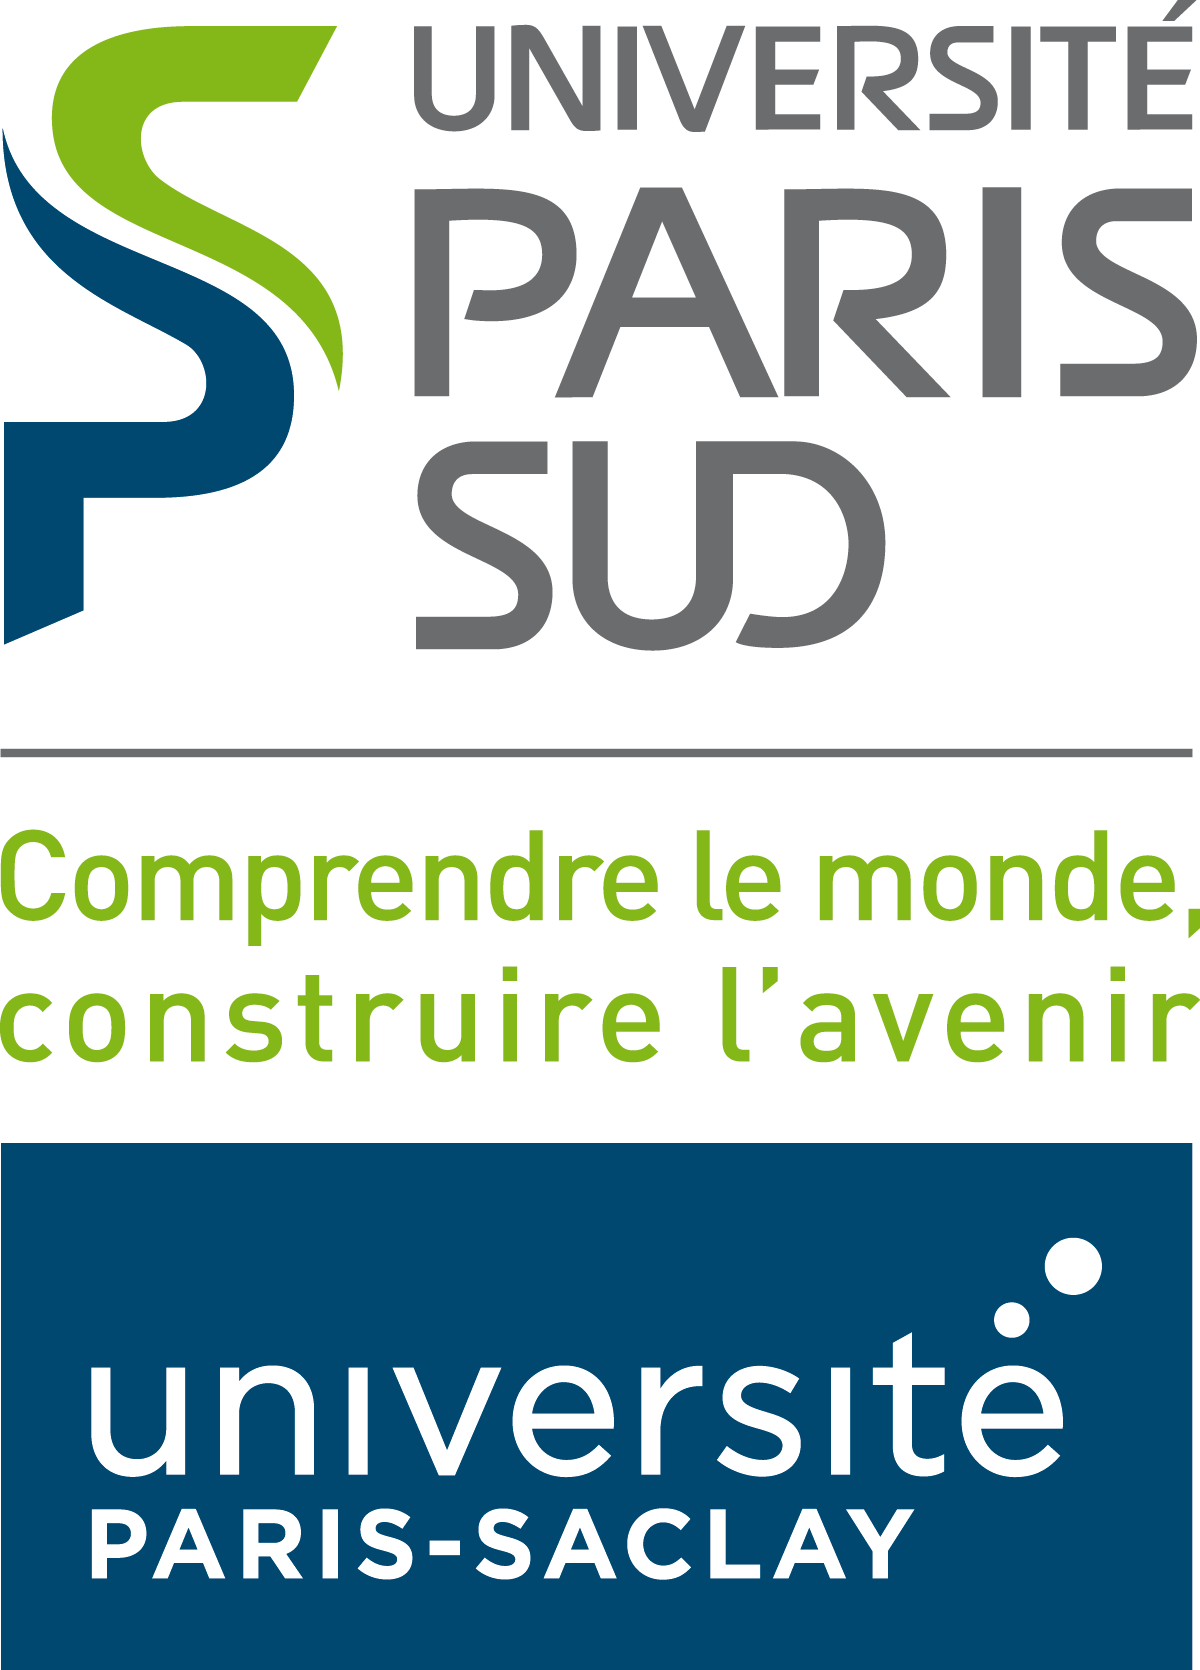 UNIVERSITÉ
PARIS
SUD
Comprendre le monde,
construire l’avenir
université
PARIS-SACLAY